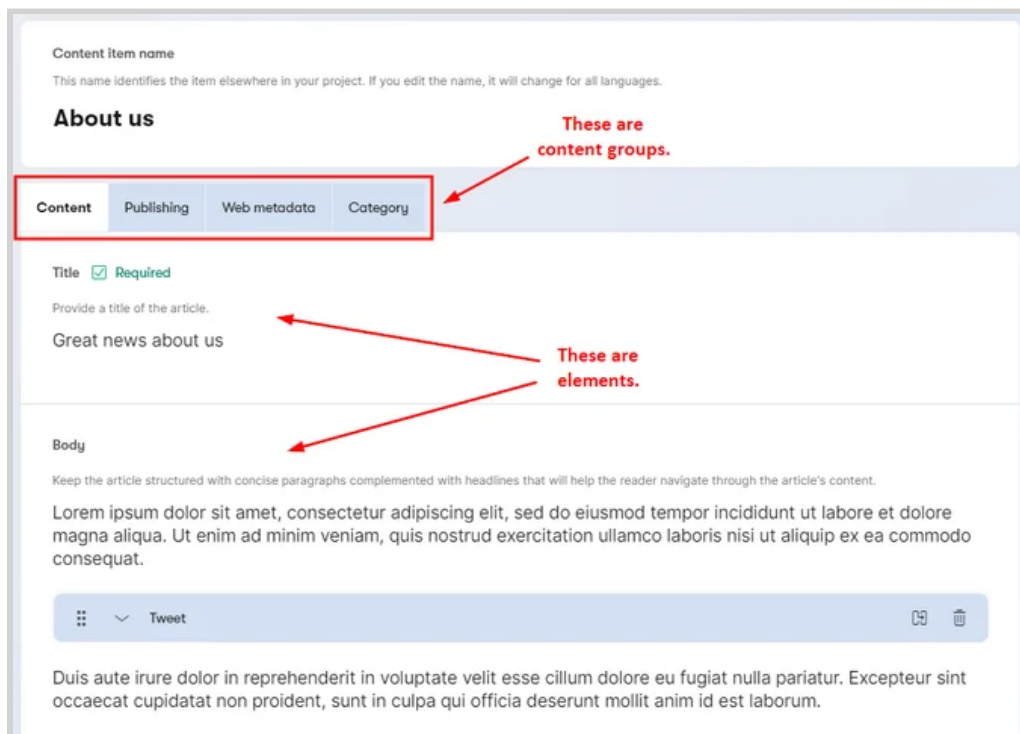 Content item name
This name identifies the item elsewhere in your project. If you edit the name, it will change for all languages.
About us
These are
content groups.
Content
Publishing
Web metadata
Category
Title
Required
Provide a title of the article.
Great news about us
These are
elements.
Body
Keep the article structured with concise paragraphs complemented with headlines that will help the reader navigate through the article's content.
Lorem ipsum dolor sit amet, consectetur adipiscing elit, sed do eiusmod tempor incididunt ut labore et dolore
magna aliqua. Ut enim ad minim veniam, quis nostrud exercitation ullamco laboris nisi ut aliquip ex ea commodo
consequat.
Tweet
Duis aute irure dolor in reprehenderit in voluptate velit esse cillum dolore eu fugiat nulla pariatur. Excepteur sint
occaecat cupidatat non proident, sunt in culpa qui officia deserunt mollit anim id est laborum.